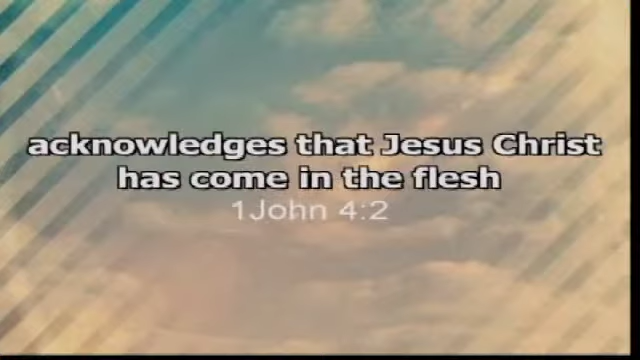 acknowledges that Jesus Christ
has come in the flesh
1John 4:2